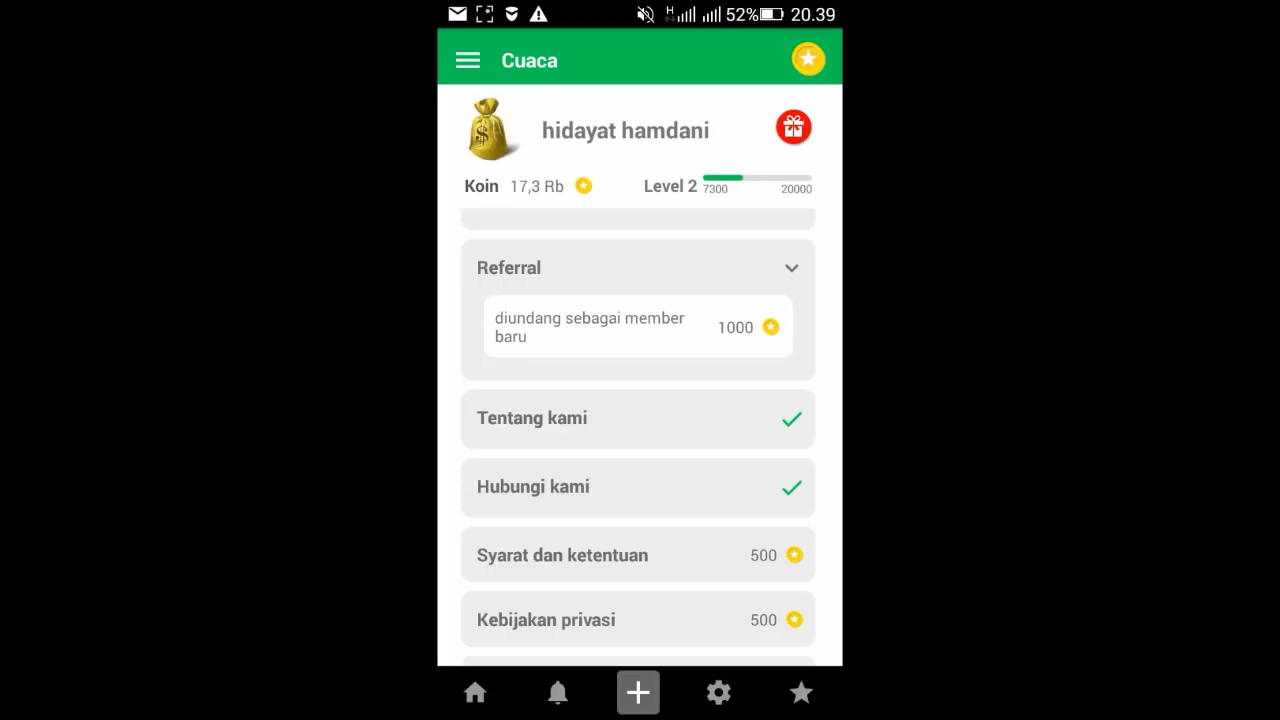 H 52% 20.39
Cuaca
hidayat hamdani
Koin 17,3 Rb Level 2 7300 20000
Referral
diundang sebagai member
baru
1000
Tentang kami
Hubungi kami
Syarat dan ketentuan 500
Kebijakan privasi 500